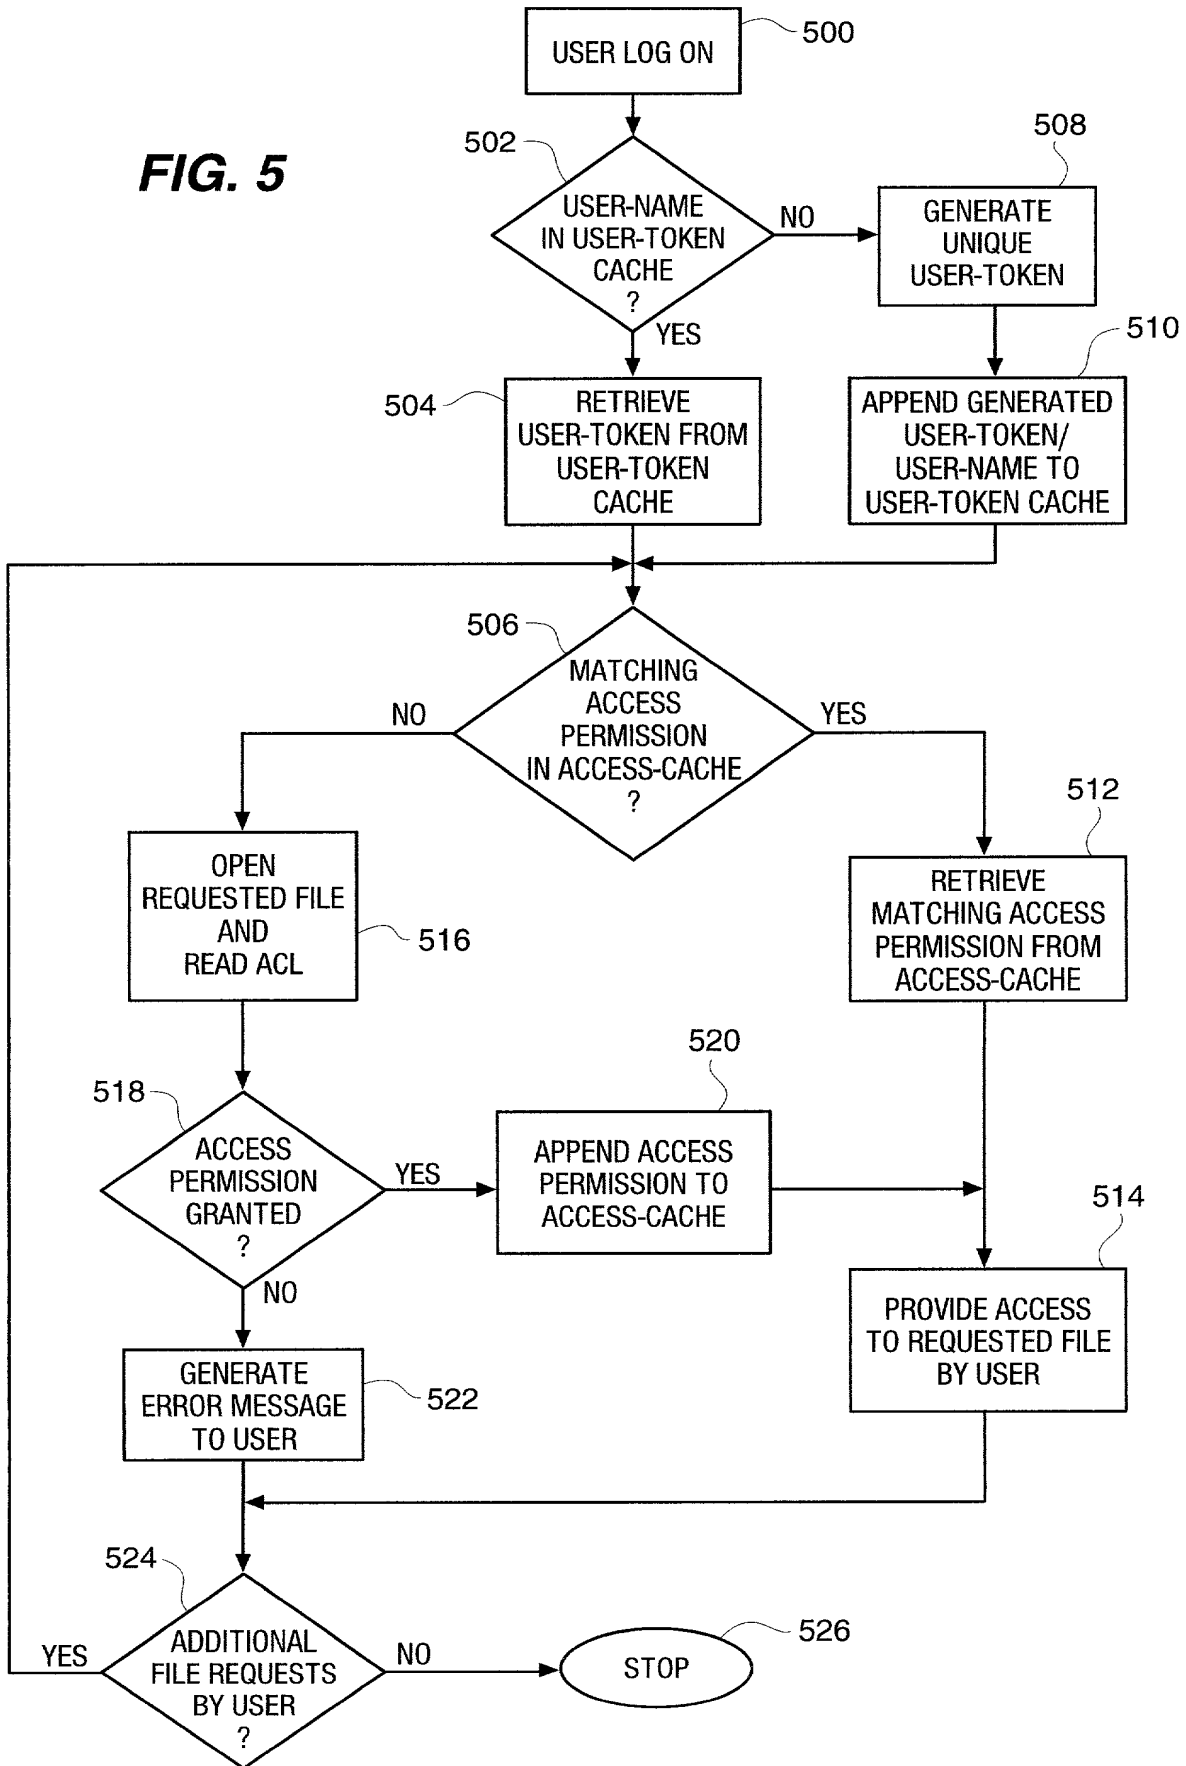 500
USER LOG ON
FIG. 5
502
USER-NAME
IN USER-TOKEN
CACHE
?
NO
YES
508
GENERATE
UNIQUE
USER-TOKEN
510
504
RETRIEVE
USER-TOKEN FROM
USER-TOKEN
CACHE
APPEND GENERATED
USER-TOKEN/
USER-NAME TO
USER-TOKEN CACHE
506
MATCHING
ACCESS
PERMISSION
IN ACCESS-CACHE
?
NO
YES
512
OPEN
REQUESTED FILE
AND
READ ACL
516
RETRIEVE
MATCHING ACCESS
PERMISSION FROM
ACCESS-CACHE
518
ACCESS
PERMISSION
GRANTED
?
YES
NO
520
APPEND ACCESS
PERMISSION TO
ACCESS-CACHE
514
PROVIDE ACCESS
TO REQUESTED FILE
BY USER
GENERATE
ERROR MESSAGE
TO USER
522
524
YES
ADDITIONAL
FILE REQUESTS
BY USER
?
NO
526
STOP